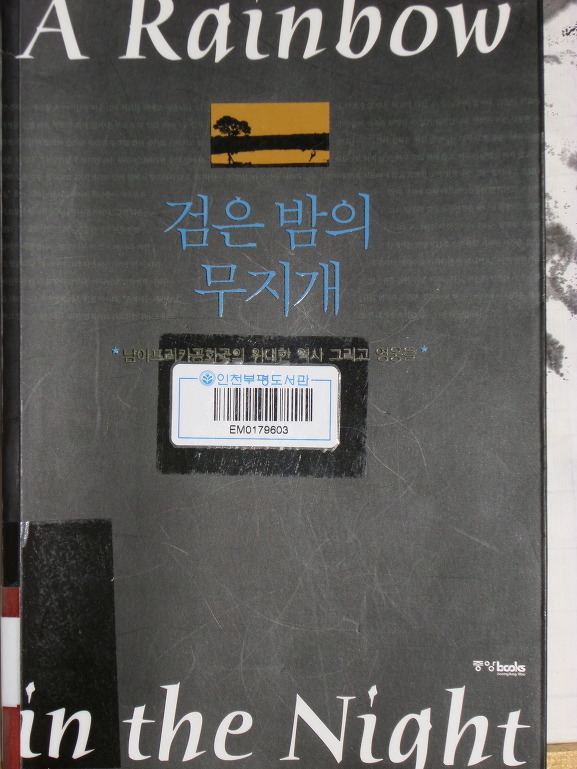 A Rainbow
검은 밤의
무지개
*남아프리카공화국의 위대한 역사 그리고 영웅들*
인천부평도서관
EM0179603
중앙books
in the Night